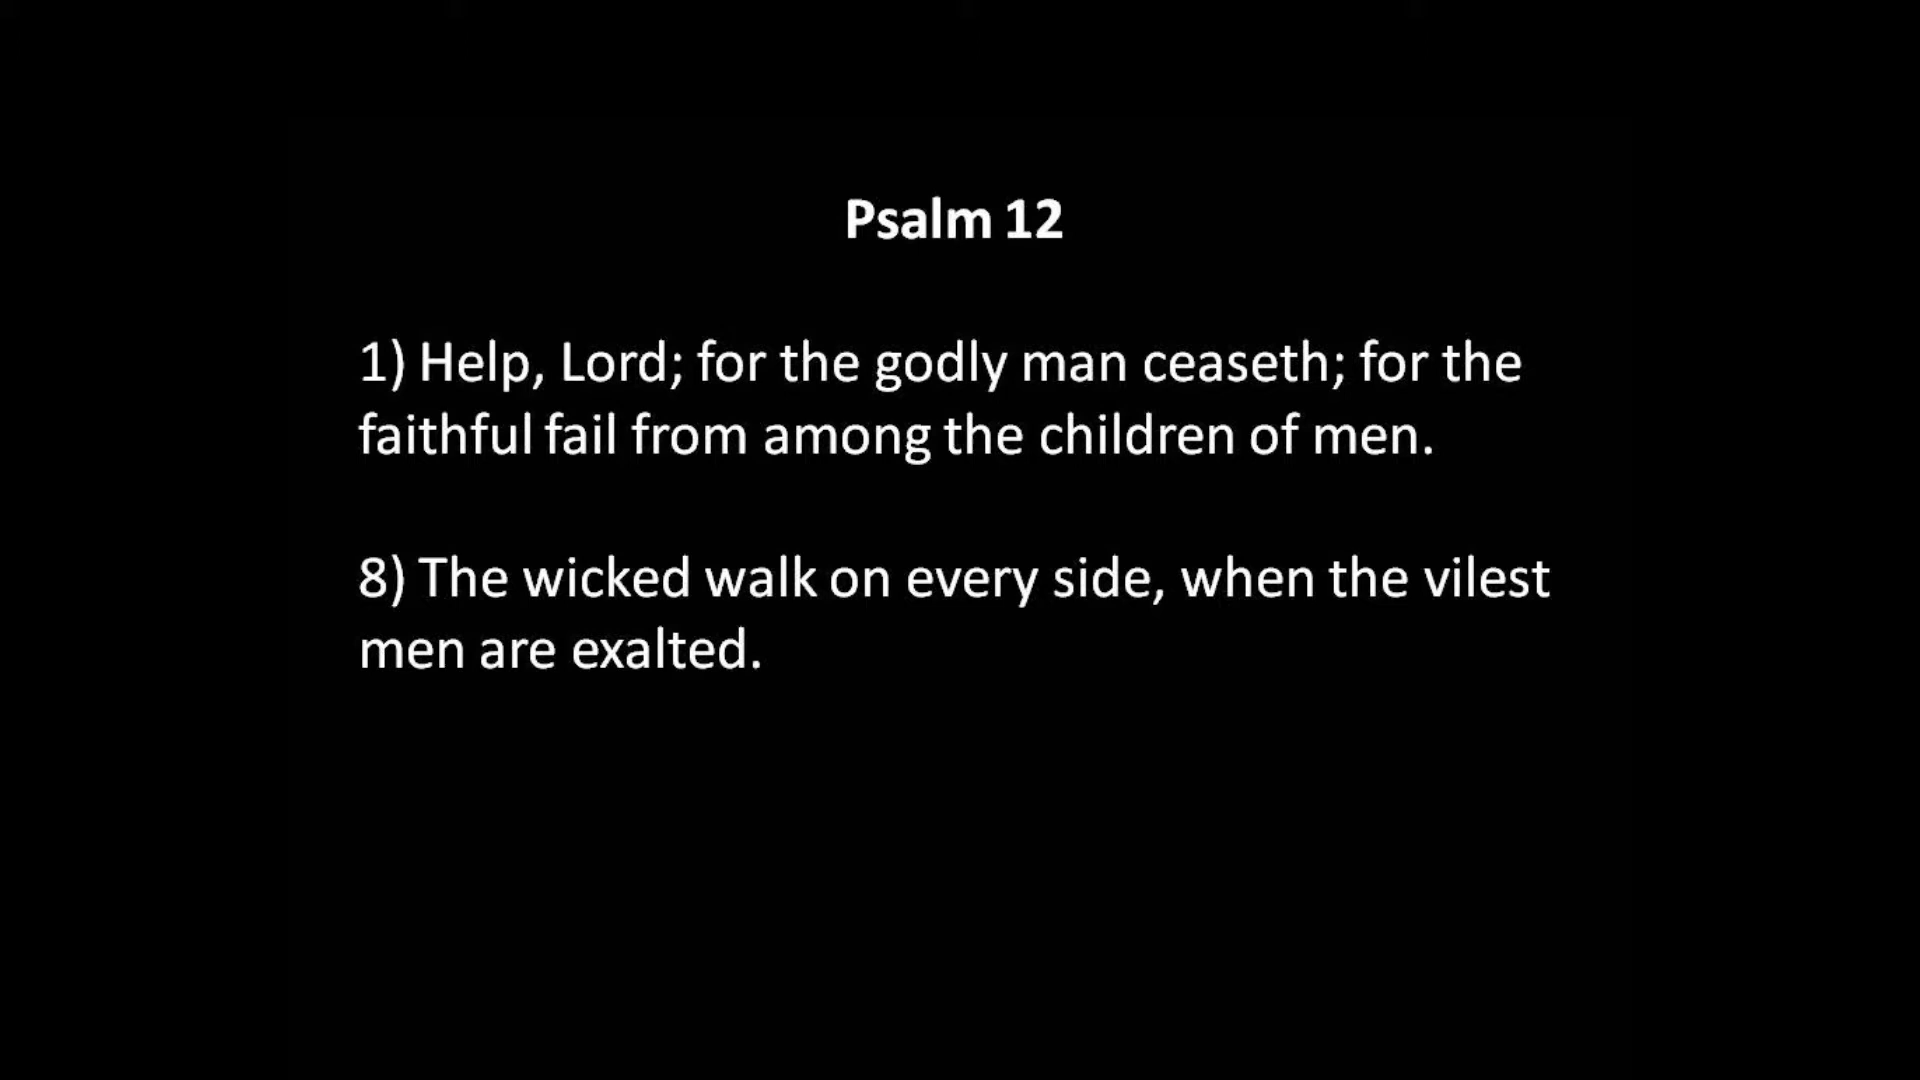 Psalm 12
1) Help, Lord; for the godly man ceaseth; for the
faithful fail from among the children of men.
8) The wicked walk on every side, when the vilest
men are exalted.